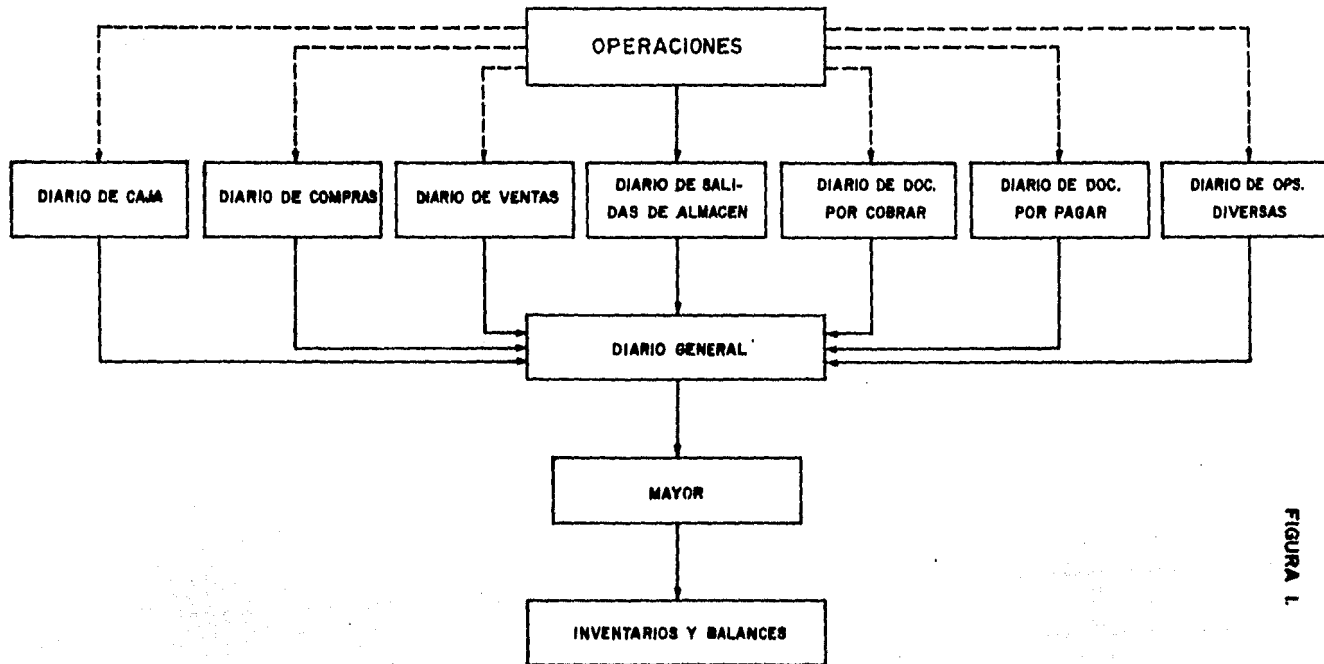 OPERACIONES
DIARIO DE CAJA
DIARIO DE COMPRAS
DIARIO DE VENTAS
DIARIO DE SALI-
DAS DE ALMACEN
DIARIO DE DOC.
POR COBRAR
DIARIO DE DOC.
POR PAGAR
DIARIO DE OPS.
DIVERSAS
DIARIO GENERAL
MAYOR
INVENTARIOS Y BALANCES
FIGURA I.